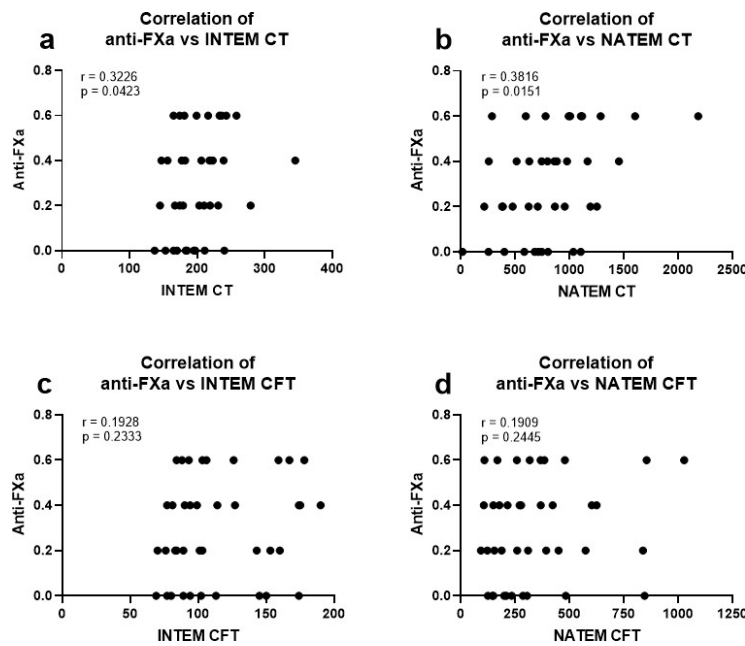 a
Correlation of
anti-FXa vs INTEM CT
r = 0.3226
p = 0.0423
Anti-FXa
0.8
0.6
0.4
0.2
0.0
0
100
200
300
400
INTEM CT
b
Correlation of
anti-FXa vs NATEM CT
r = 0.3816
p = 0.0151
Anti-FXa
0.8
0.6
0.4
0.2
0.0
0
500
1000
1500
2000
2500
NATEM CT
c
Correlation of
anti-FXa vs INTEM CFT
r = 0.1928
p = 0.2333
Anti-FXa
0.8
0.6
0.4
0.2
0.0
0
50
100
150
200
INTEM CFT
d
Correlation of
anti-FXa vs NATEM CFT
r = 0.1909
p = 0.2445
Anti-FXa
0.8
0.6
0.4
0.2
0.0
0
250
500
750
1000
1250
NATEM CFT